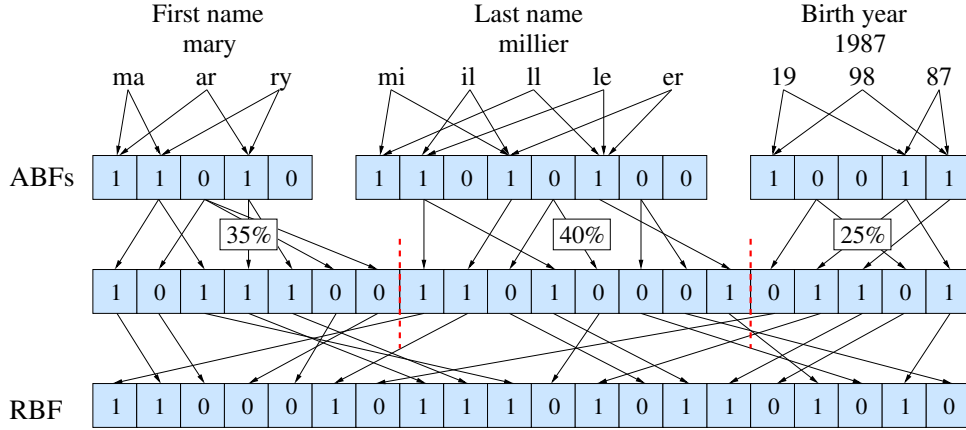 First name Last name Birth year
mary millier 1987
ma ar ry mi il ll le er 19 98 87
ABFs 1 1 0 1 0 1 1 0 1 0 1 0 0 1 0 0 1 1
35% 40% 25%
1 0 1 1 1 0 0 1 1 0 1 0 0 0 1 0 1 1 0 1
RBF 1 1 0 0 0 1 0 1 1 1 0 1 0 1 1 0 1 0 1 0